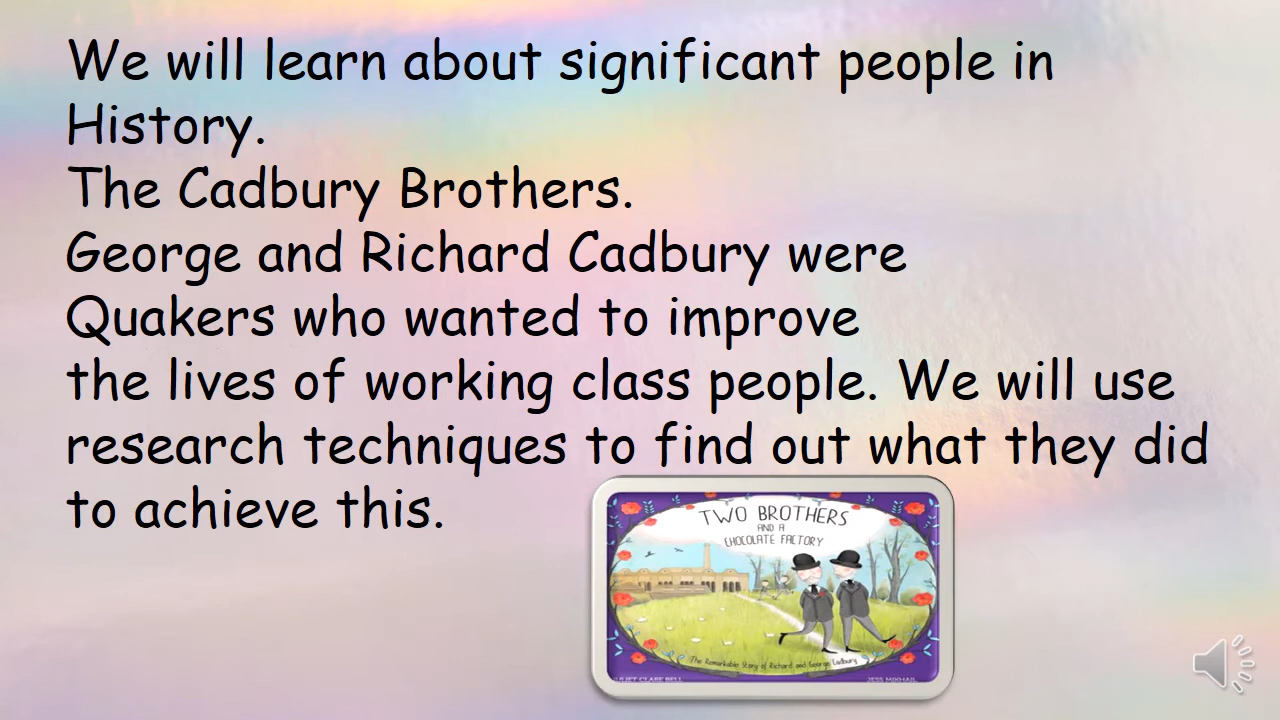 We will learn about significant people in
History.
The Cadbury Brothers.
George and Richard Cadbury were
Quakers who wanted to improve
the lives of working class people. We will use
research techniques to find out what they did
to achieve this.
TWO BROTHERS
AND A
CHOCOLATE FACTORY
The Remarkable Story of Richard and George Cadbury
CLARE BELL
JESS MIKHAIL